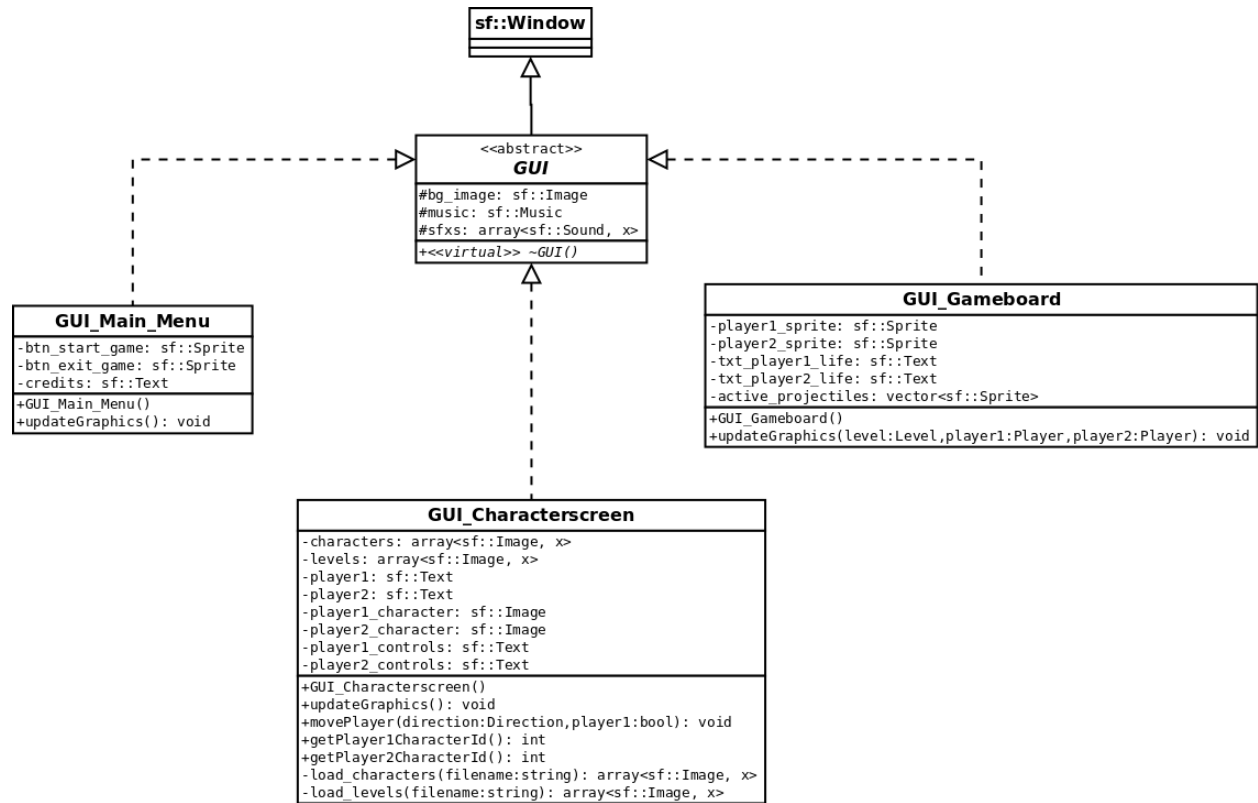 sf::Window
<<abstract>>
GUI
#bg_image: sf::Image
#music: sf::Music
#sfxs: array<sf::Sound, x>
+<<virtual>> ~GUI()
GUI_Main_Menu
-btn_start_game: sf::Sprite
-btn_exit_game: sf::Sprite
-credits: sf::Text
+GUI_Main_Menu()
+updateGraphics(): void
GUI_Gameboard
-player1_sprite: sf::Sprite
-player2_sprite: sf::Sprite
-txt_player1_life: sf::Text
-txt_player2_life: sf::Text
-active_projectiles: vector<sf::Sprite>
+GUI_Gameboard()
+updateGraphics(level:Level,player1:Player,player2:Player): void
GUI_Characterscreen
-characters: array<sf::Image, x>
-levels: array<sf::Image, x>
-player1: sf::Text
-player2: sf::Text
-player1_character: sf::Image
-player2_character: sf::Image
-player1_controls: sf::Text
-player2_controls: sf::Text
+GUI_Characterscreen()
+updateGraphics(): void
+movePlayer(direction:Direction,player1:bool): void
+getPlayer1CharacterId(): int
+getPlayer2CharacterId(): int
-load_characters(filename:string): array<sf::Image, x>
-load_levels(filename:string): array<sf::Image, x>